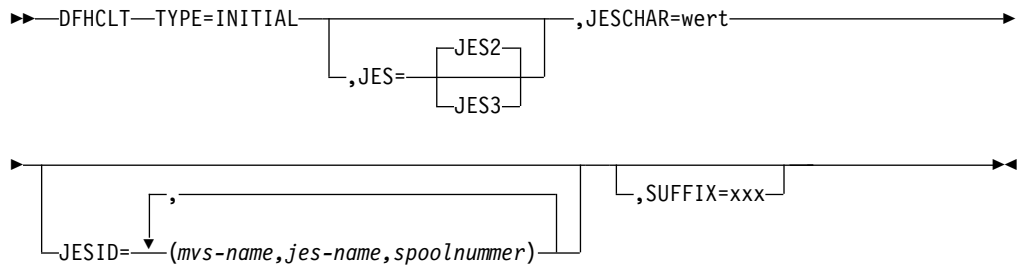 DFHCLT TYPE=INITIAL ,JES= JES2 JES3 ,JESCHAR=wert
JESID= , (mvs-name,jes-name,spoolnummer) ,SUFFIX=xxx